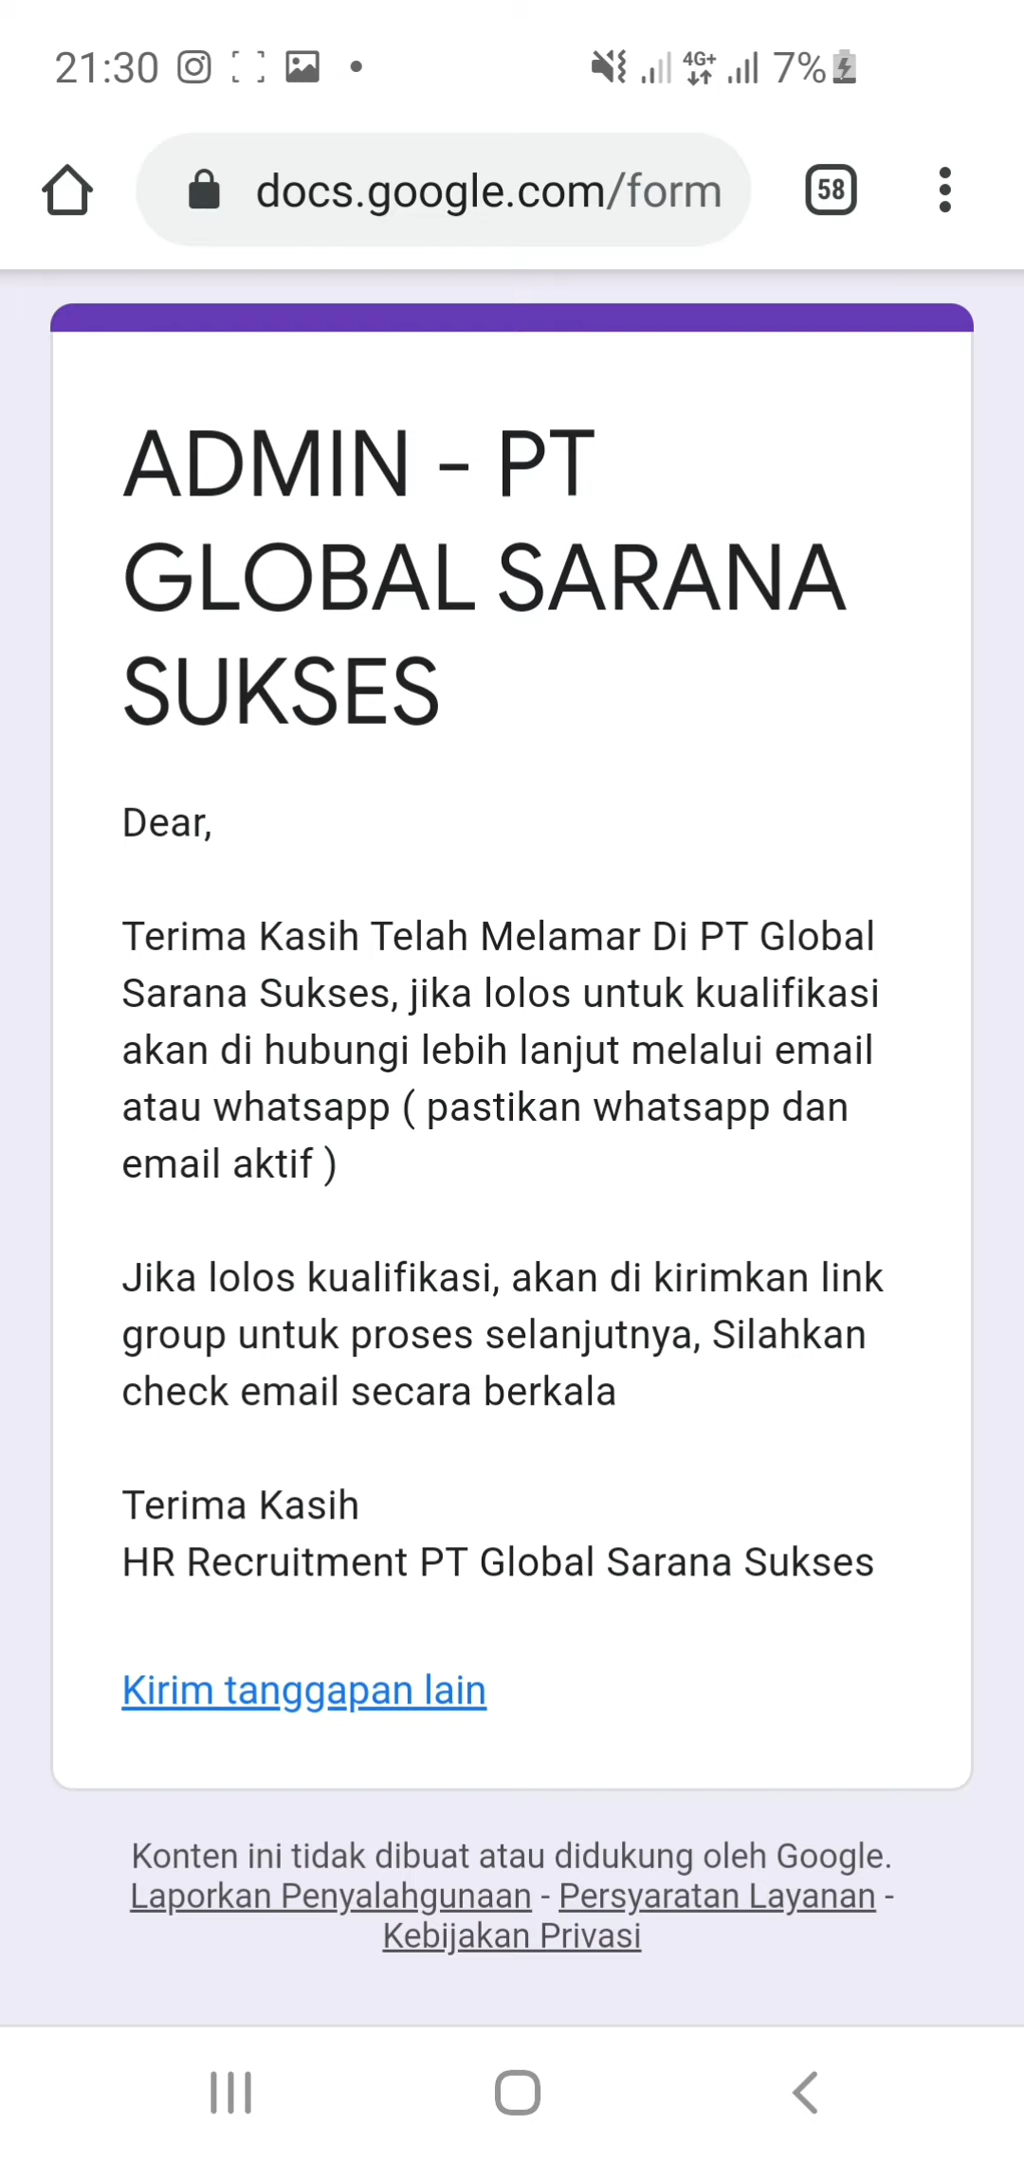 21:30 4G+ 7%
docs.google.com/form 58
ADMIN - PT
GLOBAL SARANA
SUKSES
Dear,
Terima Kasih Telah Melamar Di PT Global
Sarana Sukses, jika lolos untuk kualifikasi
akan di hubungi lebih lanjut melalui email
atau whatsapp ( pastikan whatsapp dan
email aktif )
Jika lolos kualifikasi, akan di kirimkan link
group untuk proses selanjutnya, Silahkan
check email secara berkala
Terima Kasih
HR Recruitment PT Global Sarana Sukses
Kirim tanggapan lain
Konten ini tidak dibuat atau didukung oleh Google.
Laporkan Penyalahgunaan - Persyaratan Layanan -
Kebijakan Privasi